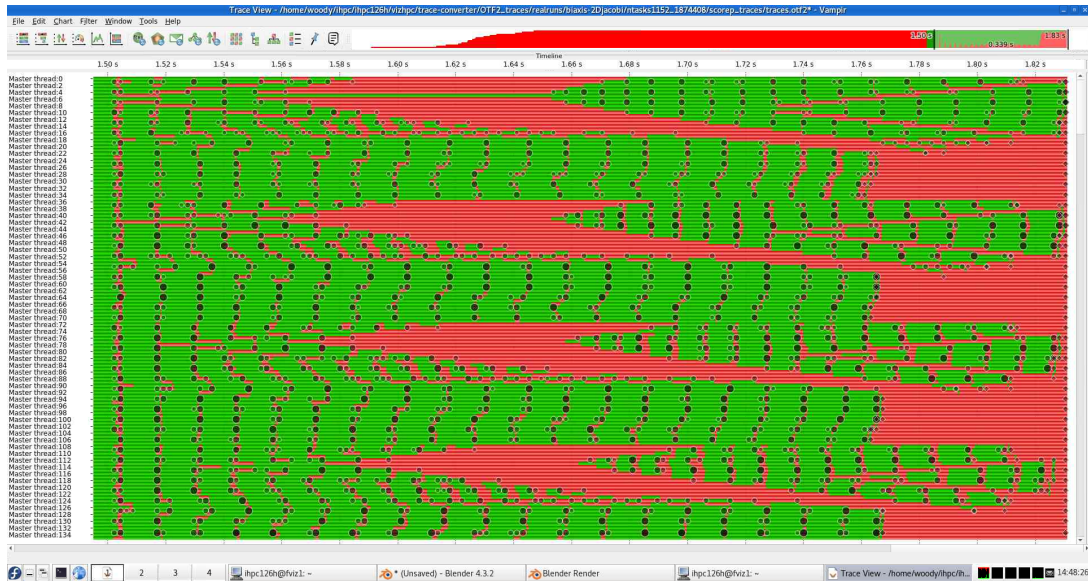 Trace View - /home/woody/ihpc/ihpc126h/vizhpc/trace-converter/OTF2_traces/realruns/biaxis-2Djacobi/ntasks1152_1874408/scorep_traces/traces.otf2* - Vampir
File Edit Chart Filter Window Tools Help
1.50 s 1.83 s
0.339 s
Timeline
1.50 s 1.52 s 1.54 s 1.56 s 1.58 s 1.60 s 1.62 s 1.64 s 1.66 s 1.68 s 1.70 s 1.72 s 1.74 s 1.76 s 1.78 s 1.80 s 1.82 s
Master thread:0
Master thread:2
Master thread:4
Master thread:6
Master thread:8
Master thread:10
Master thread:12
Master thread:14
Master thread:16
Master thread:18
Master thread:20
Master thread:22
Master thread:24
Master thread:26
Master thread:28
Master thread:30
Master thread:32
Master thread:34
Master thread:36
Master thread:38
Master thread:40
Master thread:42
Master thread:44
Master thread:46
Master thread:48
Master thread:50
Master thread:52
Master thread:54
Master thread:56
Master thread:58
Master thread:60
Master thread:62
Master thread:64
Master thread:66
Master thread:68
Master thread:70
Master thread:72
Master thread:74
Master thread:76
Master thread:78
Master thread:80
Master thread:82
Master thread:84
Master thread:86
Master thread:88
Master thread:90
Master thread:92
Master thread:94
Master thread:96
Master thread:98
Master thread:100
Master thread:102
Master thread:104
Master thread:106
Master thread:108
Master thread:110
Master thread:112
Master thread:114
Master thread:116
Master thread:118
Master thread:120
Master thread:122
Master thread:124
Master thread:126
Master thread:128
Master thread:130
Master thread:132
Master thread:134
2 3 4 ihpc126h@fviz1: ~ * (Unsaved) - Blender 4.3.2 Blender Render ihpc126h@fviz1: ~ Trace View - /home/woody/ihpc/ih... 14:48:26